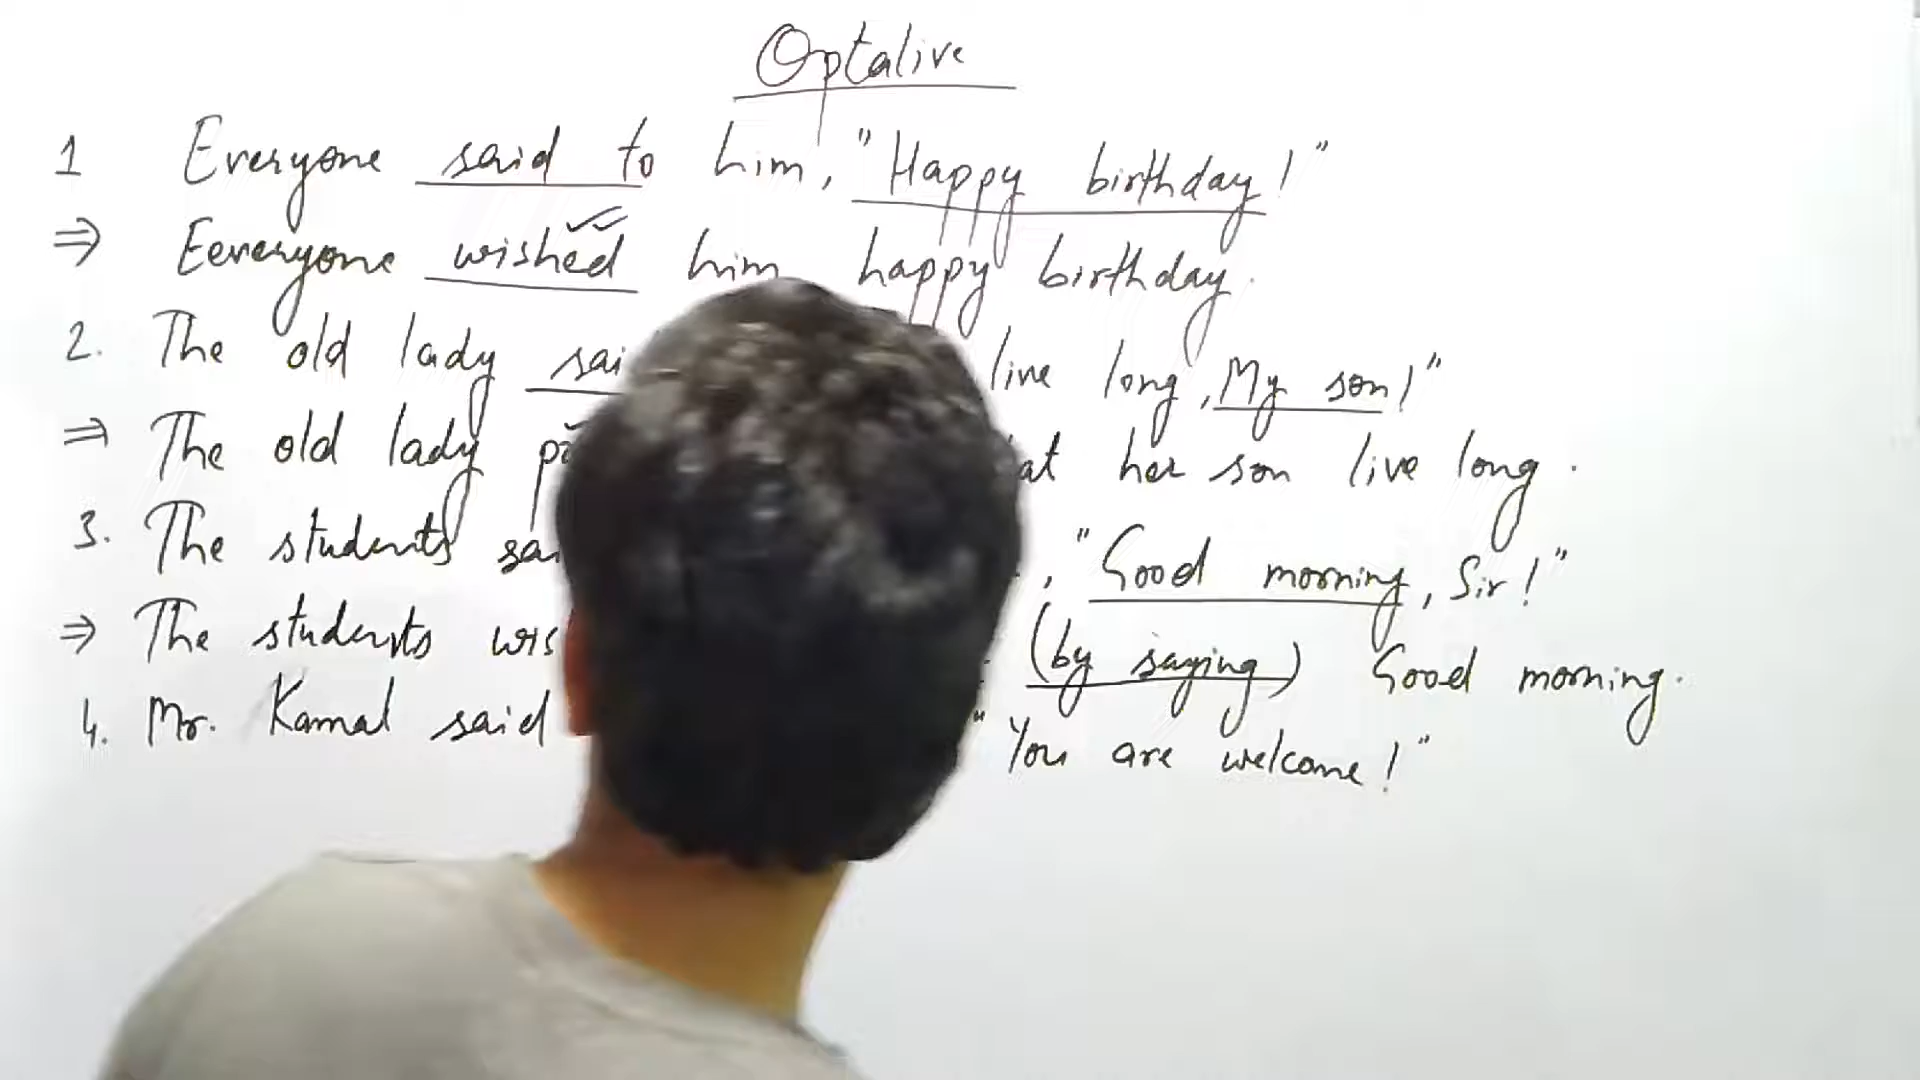 Optative
1 Everyone said to him, "Happy birthday!"
⇒ Eeveryone wished him happy birthday.
2. The old lady live long, My son!"
⇒ The old lady her son live long.
3. The students , "Good morning, Sir!"
⇒ The students (by saying) Good morning.
4. Mr. Kamal said "You are welcome!"